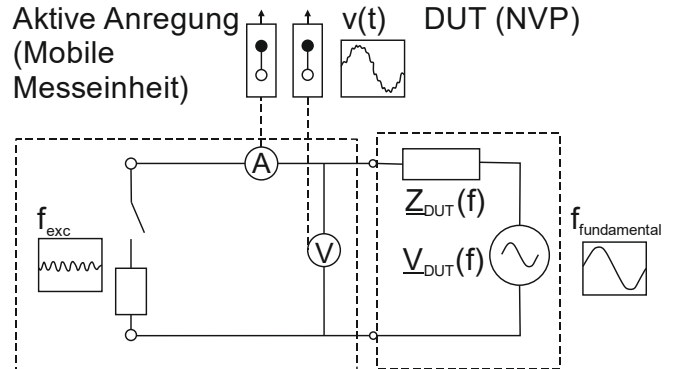 Aktive Anregung
(Mobile
Messeinheit)
v(t)
DUT (NVP)
A
Z_DUT(f)
f_exc
V
V_DUT(f)
f_fundamental